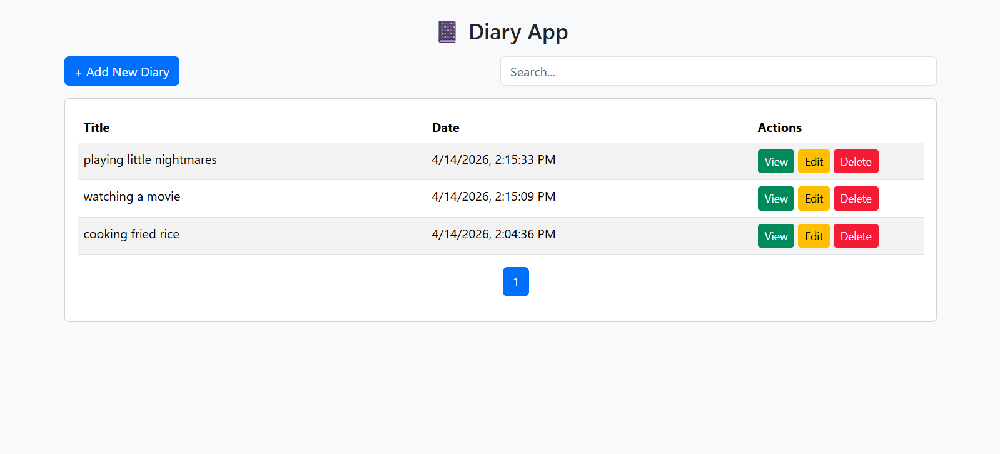 Diary App
+ Add New Diary
Search...
Title Date Actions
playing little nightmares 4/14/2026, 2:15:33 PM View Edit Delete
watching a movie 4/14/2026, 2:15:09 PM View Edit Delete
cooking fried rice 4/14/2026, 2:04:36 PM View Edit Delete
1